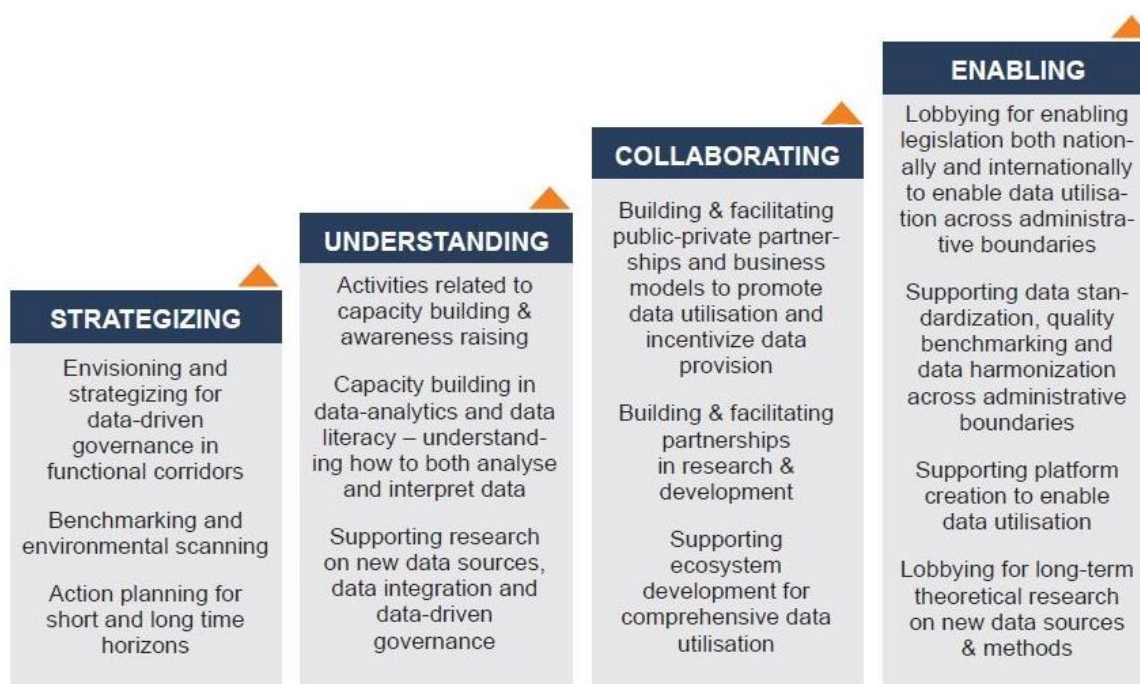 STRATEGIZING
Envisioning and
strategizing for
data-driven
governance in
functional corridors
Benchmarking and
environmental scanning
Action planning for
short and long time
horizons
UNDERSTANDING
Activities related to
capacity building &
awareness raising
Capacity building in
data-analytics and data
literacy – understand-
ing how to both analyse
and interpret data
Supporting research
on new data sources,
data integration and
data-driven
governance
COLLABORATING
Building & facilitating
public-private partner-
ships and business
models to promote
data utilisation and
incentivize data
provision
Building & facilitating
partnerships
in research &
development
Supporting
ecosystem
development for
comprehensive data
utilisation
ENABLING
Lobbying for enabling
legislation both nation-
ally and internationally
to enable data utilisa-
tion across administra-
tive boundaries
Supporting data stan-
dardization, quality
benchmarking and
data harmonization
across administrative
boundaries
Supporting platform
creation to enable
data utilisation
Lobbying for long-term
theoretical research
on new data sources
& methods